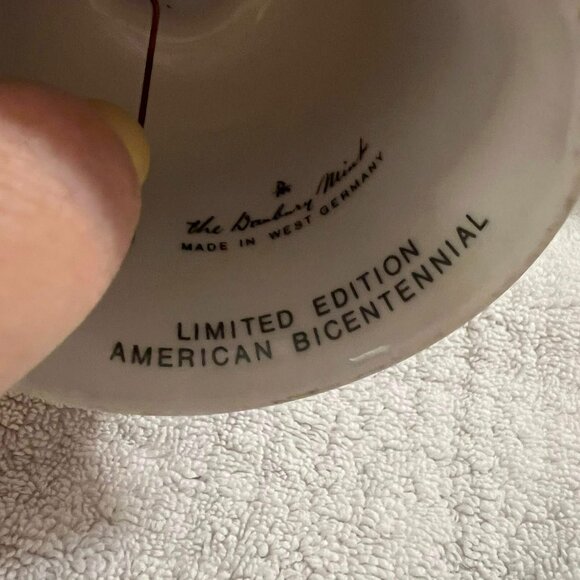 The Danbury Mint
MADE IN WEST GERMANY
LIMITED EDITION
AMERICAN BICENTENNIAL